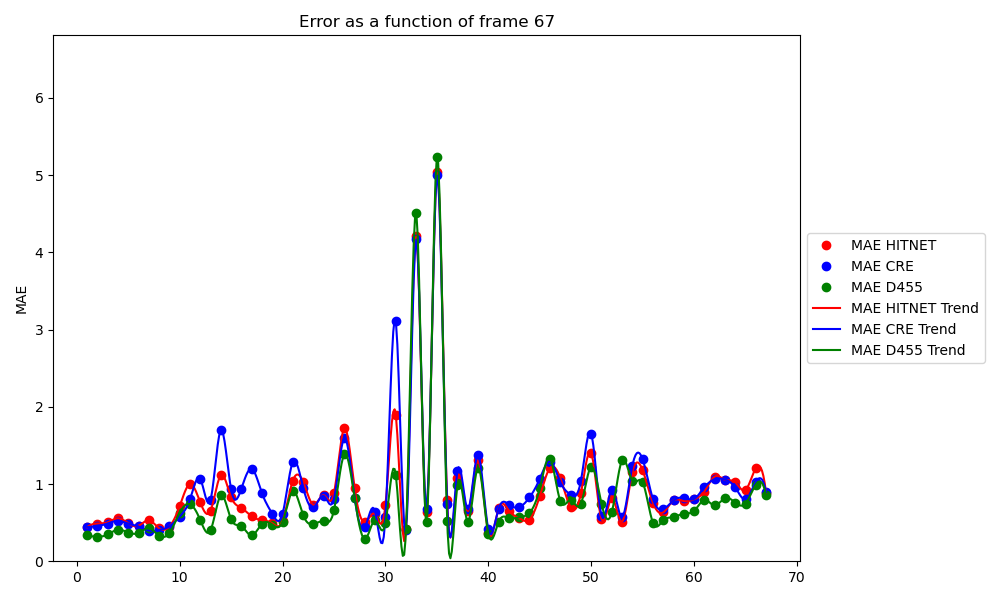 Error as a function of frame 67
MAE
6
5
4
3
2
1
0
0 10 20 30 40 50 60 70
MAE HITNET
MAE CRE
MAE D455
MAE HITNET Trend
MAE CRE Trend
MAE D455 Trend